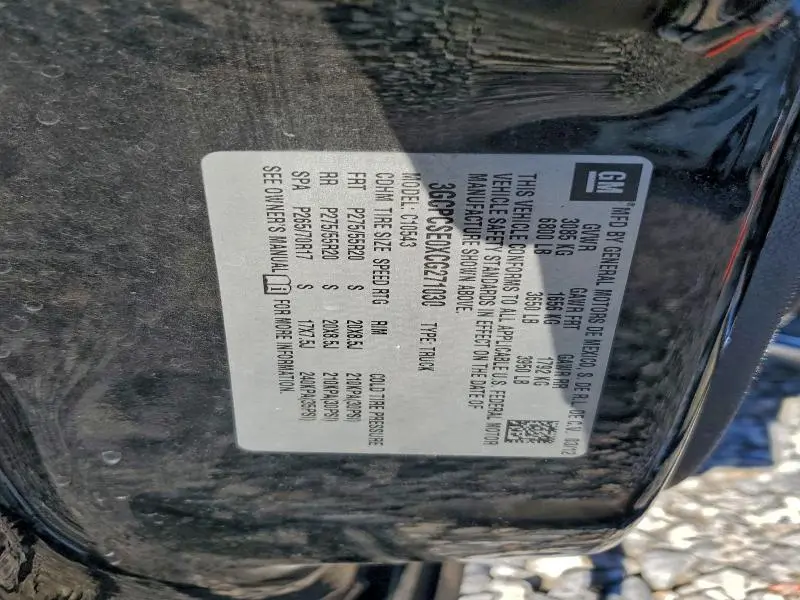 GM
MFD BY GENERAL MOTORS DE MEXICO, S. DE R.L. DE C.V. 03/12
GVWR GAWR FRT GAWR RR
3085 KG 1656 KG 1792 KG
6800 LB 3650 LB 3950 LB
THIS VEHICLE CONFORMS TO ALL APPLICABLE U.S. FEDERAL MOTOR
VEHICLE SAFETY STANDARDS IN EFFECT ON THE DATE OF
MANUFACTURE SHOWN ABOVE.
3GCPCSE0XCG271030 TYPE: TRUCK
MODEL: C10543
COHM TIRE SIZE SPEED RTG RIM COLD TIRE PRESSURE
FRT P275/55R20 S 20X8.5J 210KPA(30PSI)
RR P275/55R20 S 20X8.5J 210KPA(30PSI)
SPA P265/70R17 S 17X7.5J 240KPA(35PSI)
SEE OWNER'S MANUAL FOR MORE INFORMATION.